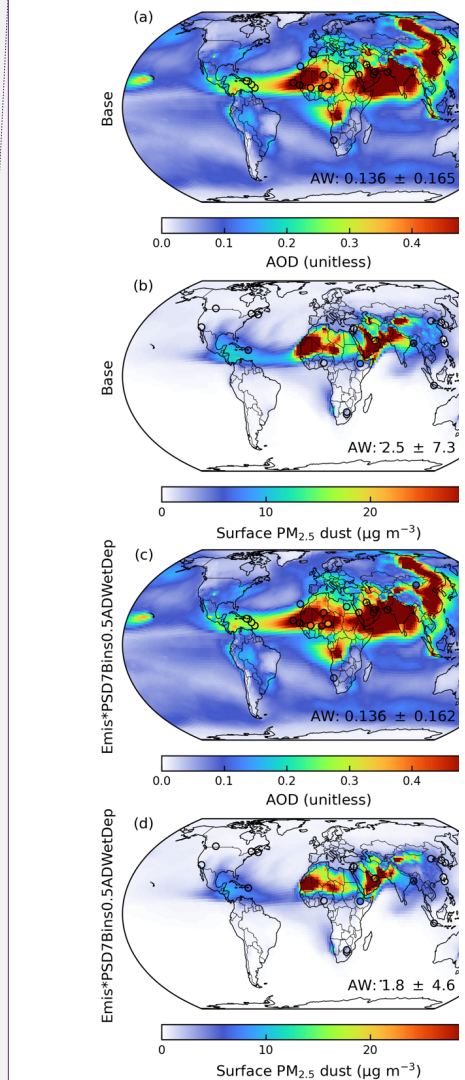 (a)
Base
AW: 0.136 ± 0.165
0.0 0.1 0.2 0.3 0.4
AOD (unitless)
(b)
Base
AW: 2.5 ± 7.3
0 10 20
Surface PM2.5 dust (μg m−3)
(c)
Emis*PSD7Bins0.5ADWetDep
AW: 0.136 ± 0.162
0.0 0.1 0.2 0.3 0.4
AOD (unitless)
(d)
Emis*PSD7Bins0.5ADWetDep
AW: 1.8 ± 4.6
0 10 20
Surface PM2.5 dust (μg m−3)